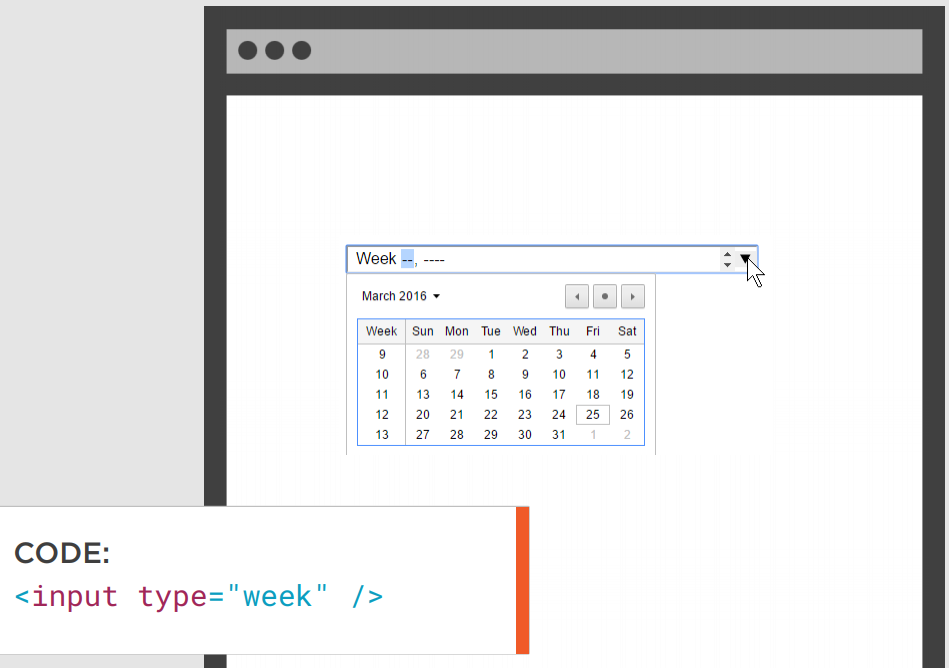 Week --, ----
March 2016
Week Sun Mon Tue Wed Thu Fri Sat
9 28 29 1 2 3 4 5
10 6 7 8 9 10 11 12
11 13 14 15 16 17 18 19
12 20 21 22 23 24 25 26
13 27 28 29 30 31 1 2
CODE:
<input type="week" />